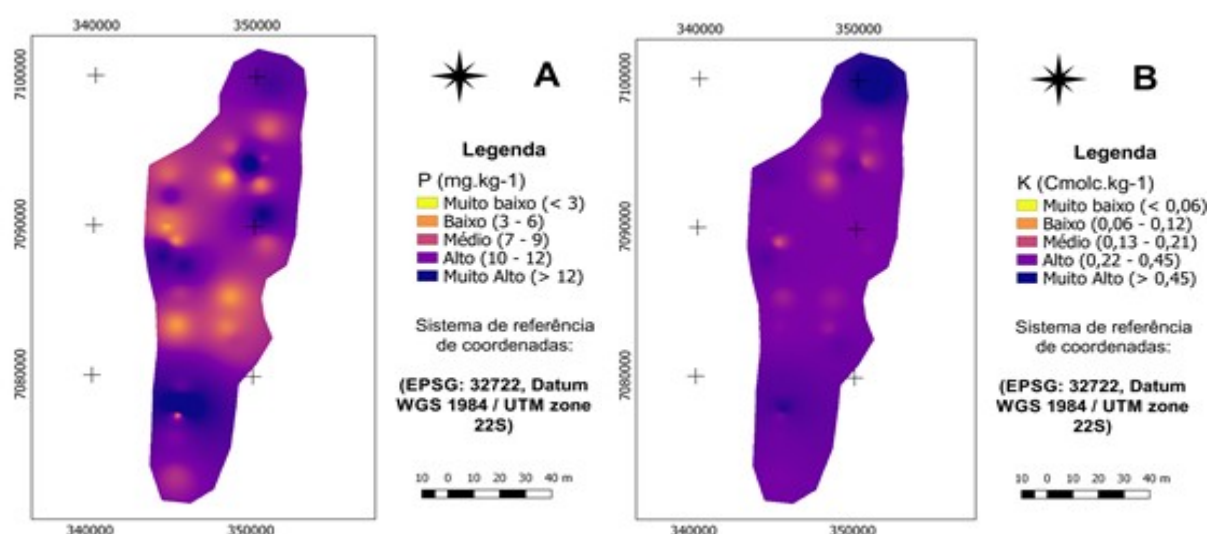 340000 350000
7100000
7090000
7080000
340000 350000
A
Legenda
P (mg.kg-1)
Muito baixo (< 3)
Baixo (3 - 6)
Médio (7 - 9)
Alto (10 - 12)
Muito Alto (> 12)
Sistema de referência
de coordenadas:
(EPSG: 32722, Datum
WGS 1984 / UTM zone
22S)
10 0 10 20 30 40 m
340000 350000
7100000
7090000
7080000
340000 350000
B
Legenda
K (Cmolc.kg-1)
Muito baixo (< 0,06)
Baixo (0,06 - 0,12)
Médio (0,13 - 0,21)
Alto (0,22 - 0,45)
Muito Alto (> 0,45)
Sistema de referência
de coordenadas:
(EPSG: 32722, Datum
WGS 1984 / UTM zone
22S)
10 0 10 20 30 40 m